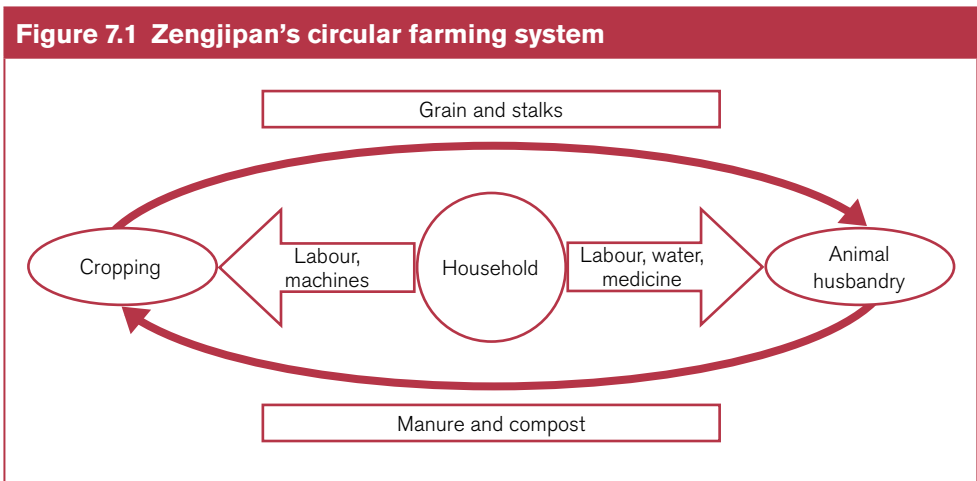 Figure 7.1 Zengjipan's circular farming system
Grain and stalks
Cropping
Labour,
machines
Household
Labour, water,
medicine
Animal
husbandry
Manure and compost